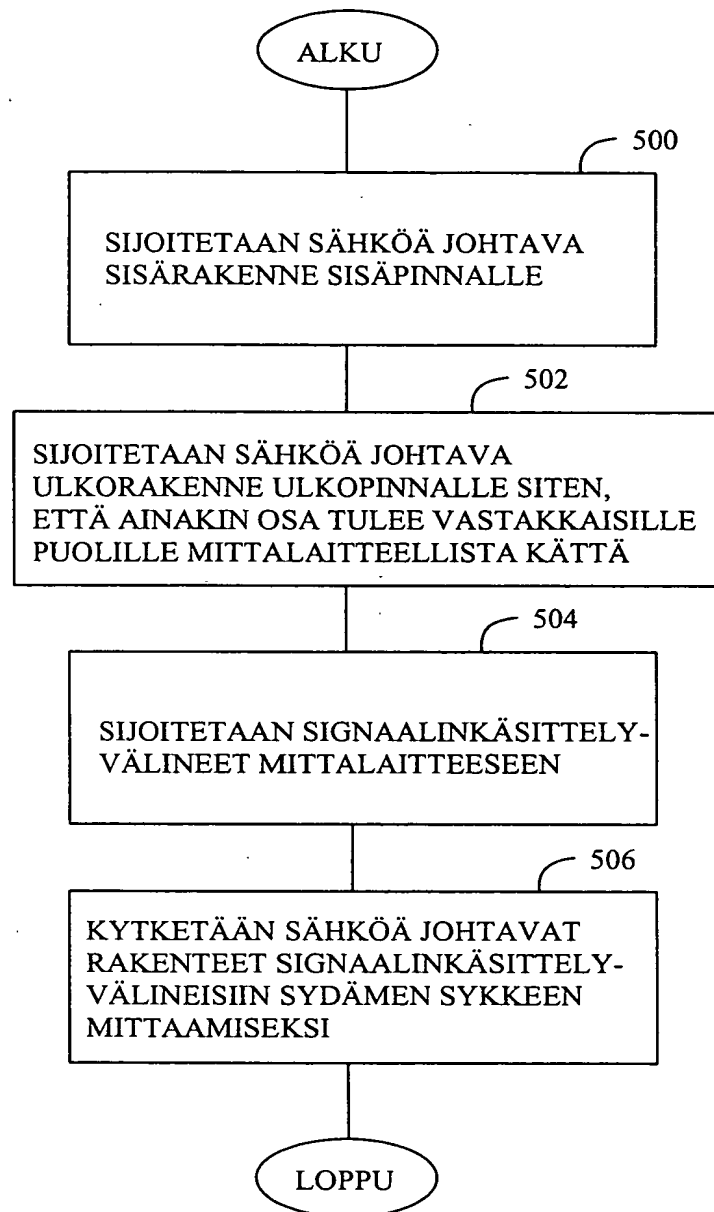 ALKU
500
SIJOITETAAN SÄHKÖÄ JOHTAVA
SISÄRAKENNE SISÄPINNALLE
502
SIJOITETAAN SÄHKÖÄ JOHTAVA
ULKORAKENNE ULKOPINNALLE SITEN,
ETTÄ AINAKIN OSA TULEE VASTAKKAISILLE
PUOLILLE MITTALAITTEELLISTA KÄTTÄ
504
SIJOITETAAN SIGNAALINKÄSITTELY-
VÄLINEET MITTALAITTEESEEN
506
KYTKETÄÄN SÄHKÖÄ JOHTAVAT
RAKENTEET SIGNAALINKÄSITTELY-
VÄLINEISIIN SYDÄMEN SYKKEEN
MITTAAMISEKSI
LOPPU